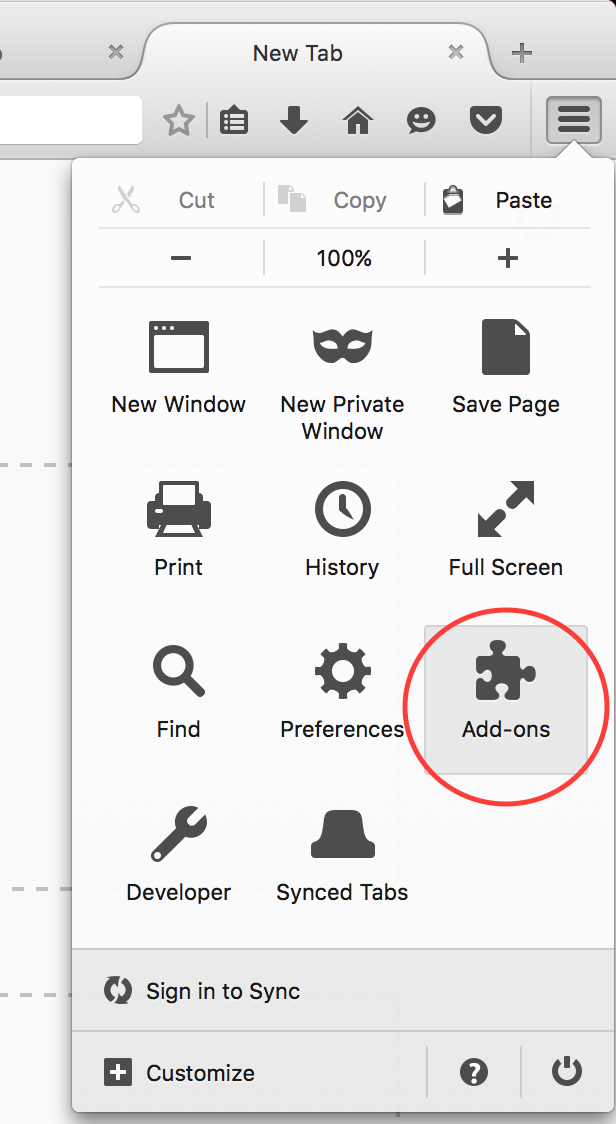 New Tab
Cut Copy Paste
100%
New Window New Private Window Save Page
Print History Full Screen
Find Preferences Add-ons
Developer Synced Tabs
Sign in to Sync
Customize